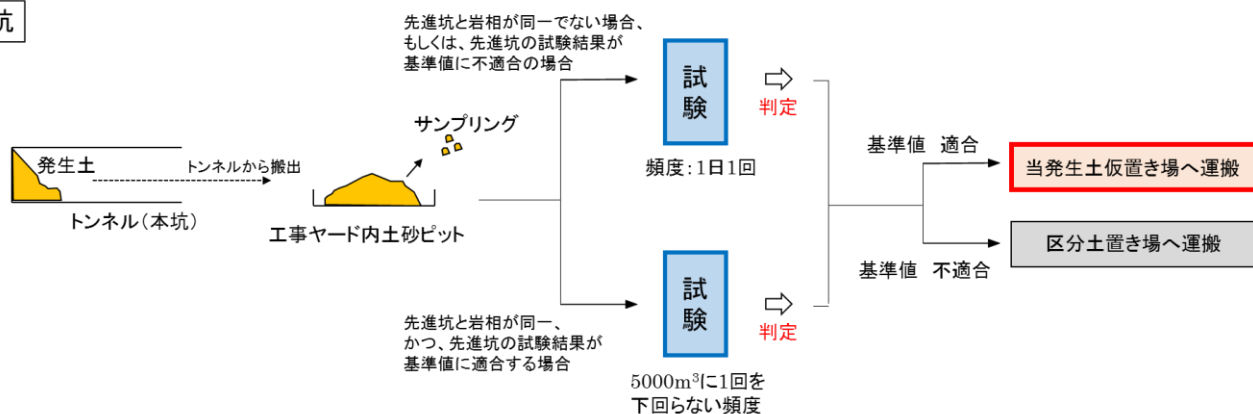 坑
先進坑と岩相が同一でない場合、
もしくは、先進坑の試験結果が
基準値に不適合の場合
試
験
判定
頻度：1日1回
サンプリング
発生土
トンネルから搬出
トンネル（本坑）
工事ヤード内土砂ピット
基準値　適合
当発生土仮置き場へ運搬
区分土置き場へ運搬
基準値　不適合
先進坑と岩相が同一、
かつ、先進坑の試験結果が
基準値に適合する場合
試
験
判定
5000m³に1回を
下回らない頻度